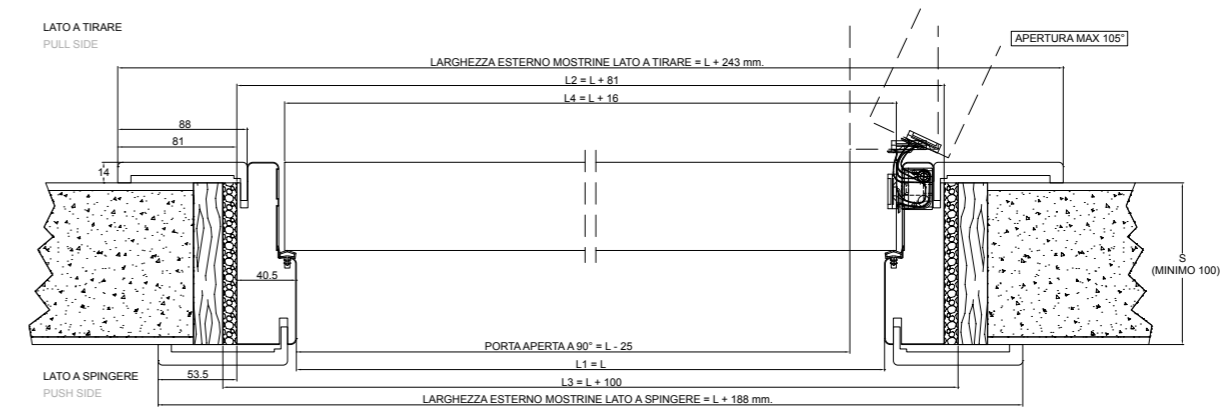 LATO A TIRARE
PULL SIDE
APERTURA MAX 105°
LARGHEZZA ESTERNO MOSTRINE LATO A TIRARE = L + 243 mm.
L2 = L + 81
L4 = L + 16
88
81
14
40.5
S
(MINIMO 100)
PORTA APERTA A 90° = L - 25
L1 = L
LATO A SPINGERE
PUSH SIDE
53.5
L3 = L + 100
LARGHEZZA ESTERNO MOSTRINE LATO A SPINGERE = L + 188 mm.